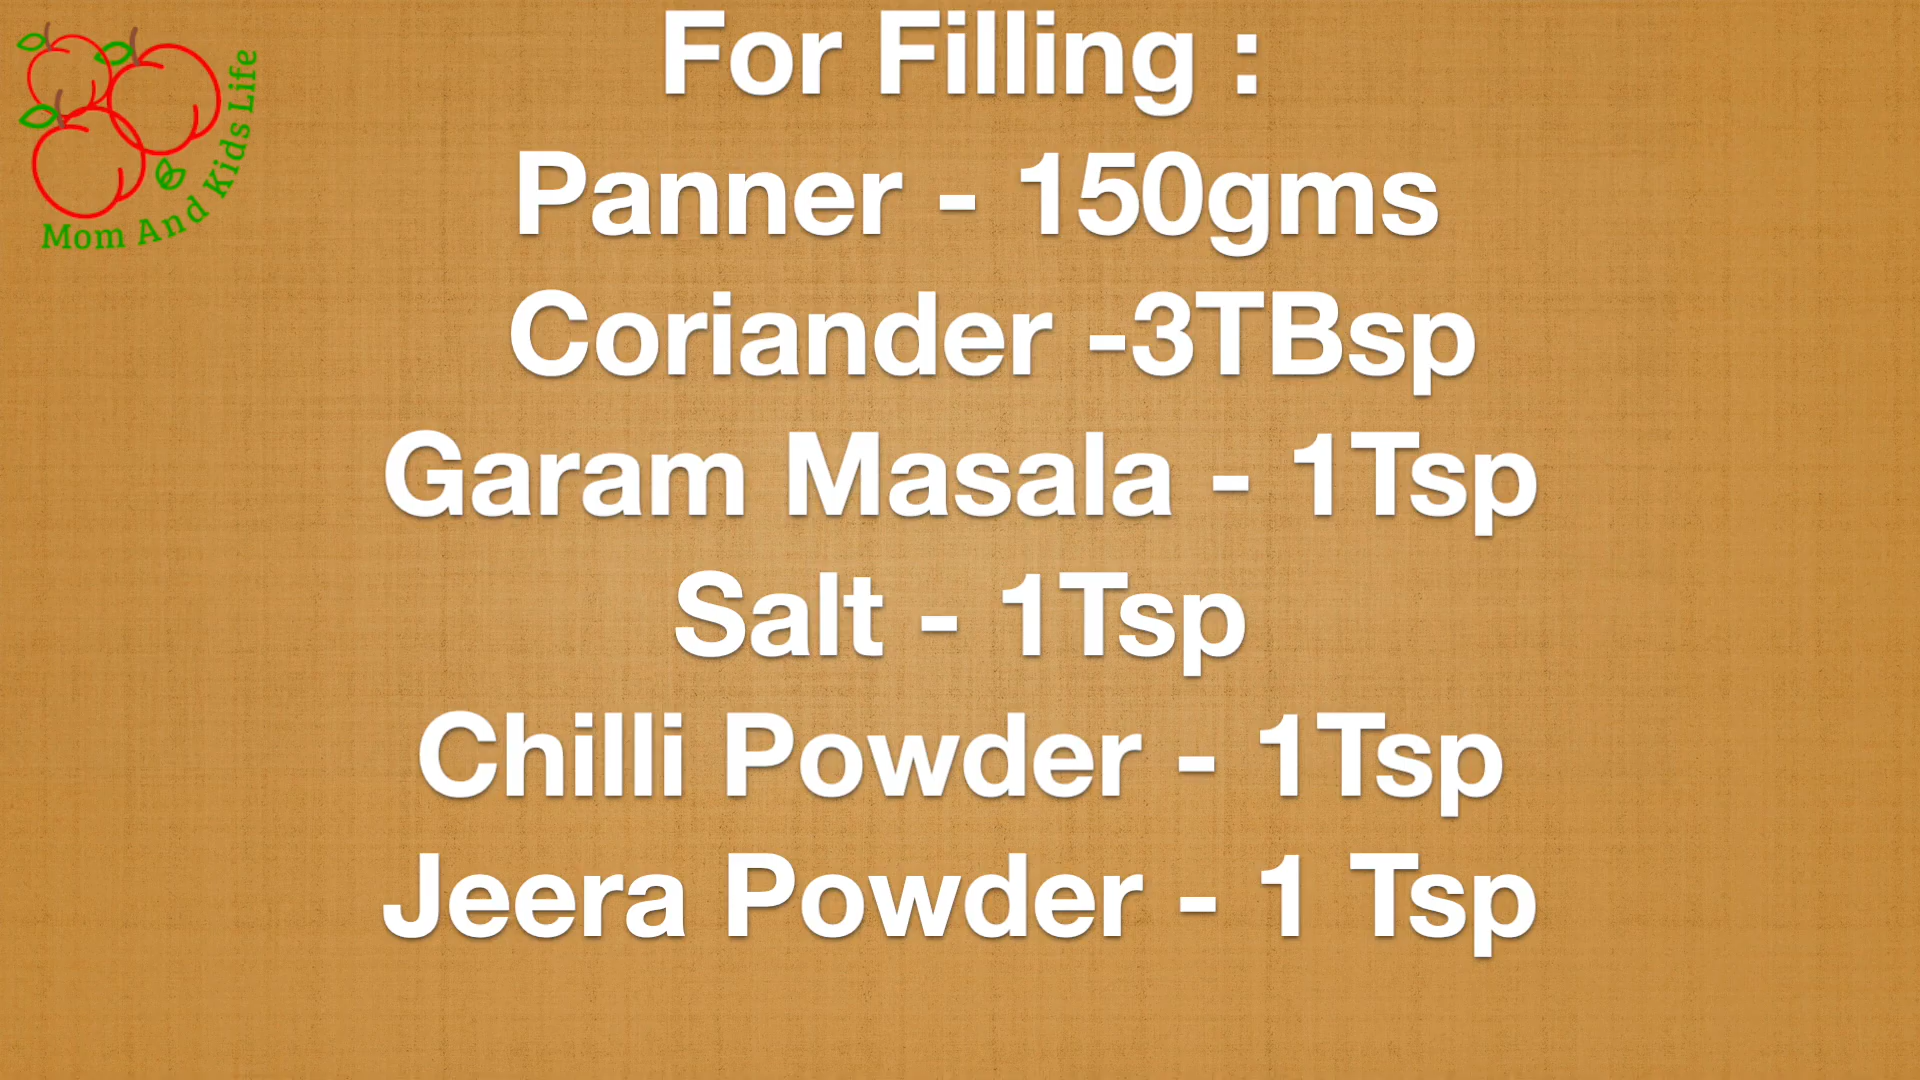 For Filling :
Panner - 150gms
Coriander -3TBsp
Garam Masala - 1Tsp
Salt - 1Tsp
Chilli Powder - 1Tsp
Jeera Powder - 1 Tsp
Mom And Kids Life